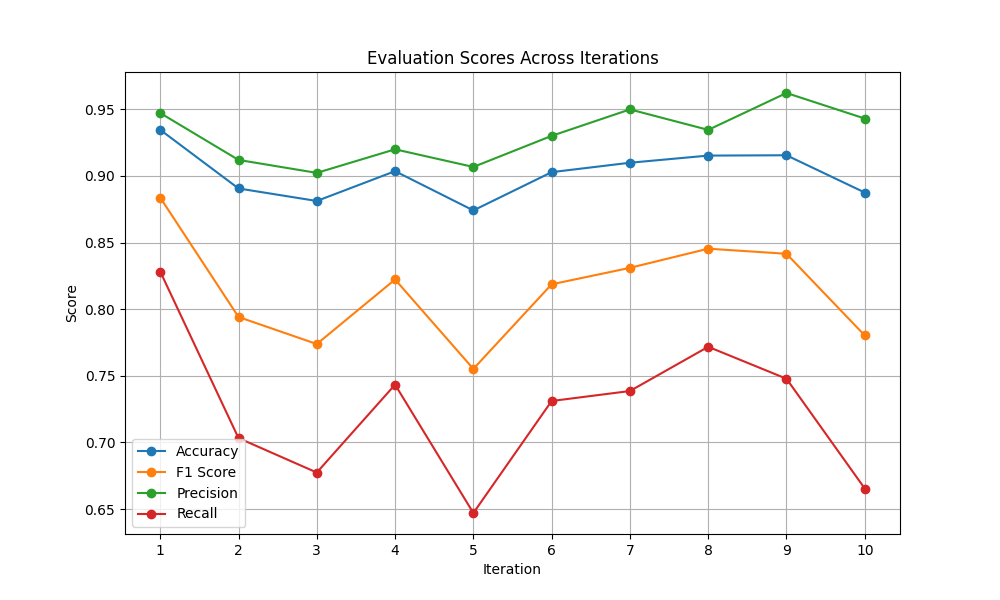 Evaluation Scores Across Iterations
Score
0.95
0.90
0.85
0.80
0.75
0.70
0.65
Accuracy
F1 Score
Precision
Recall
1 2 3 4 5 6 7 8 9 10
Iteration